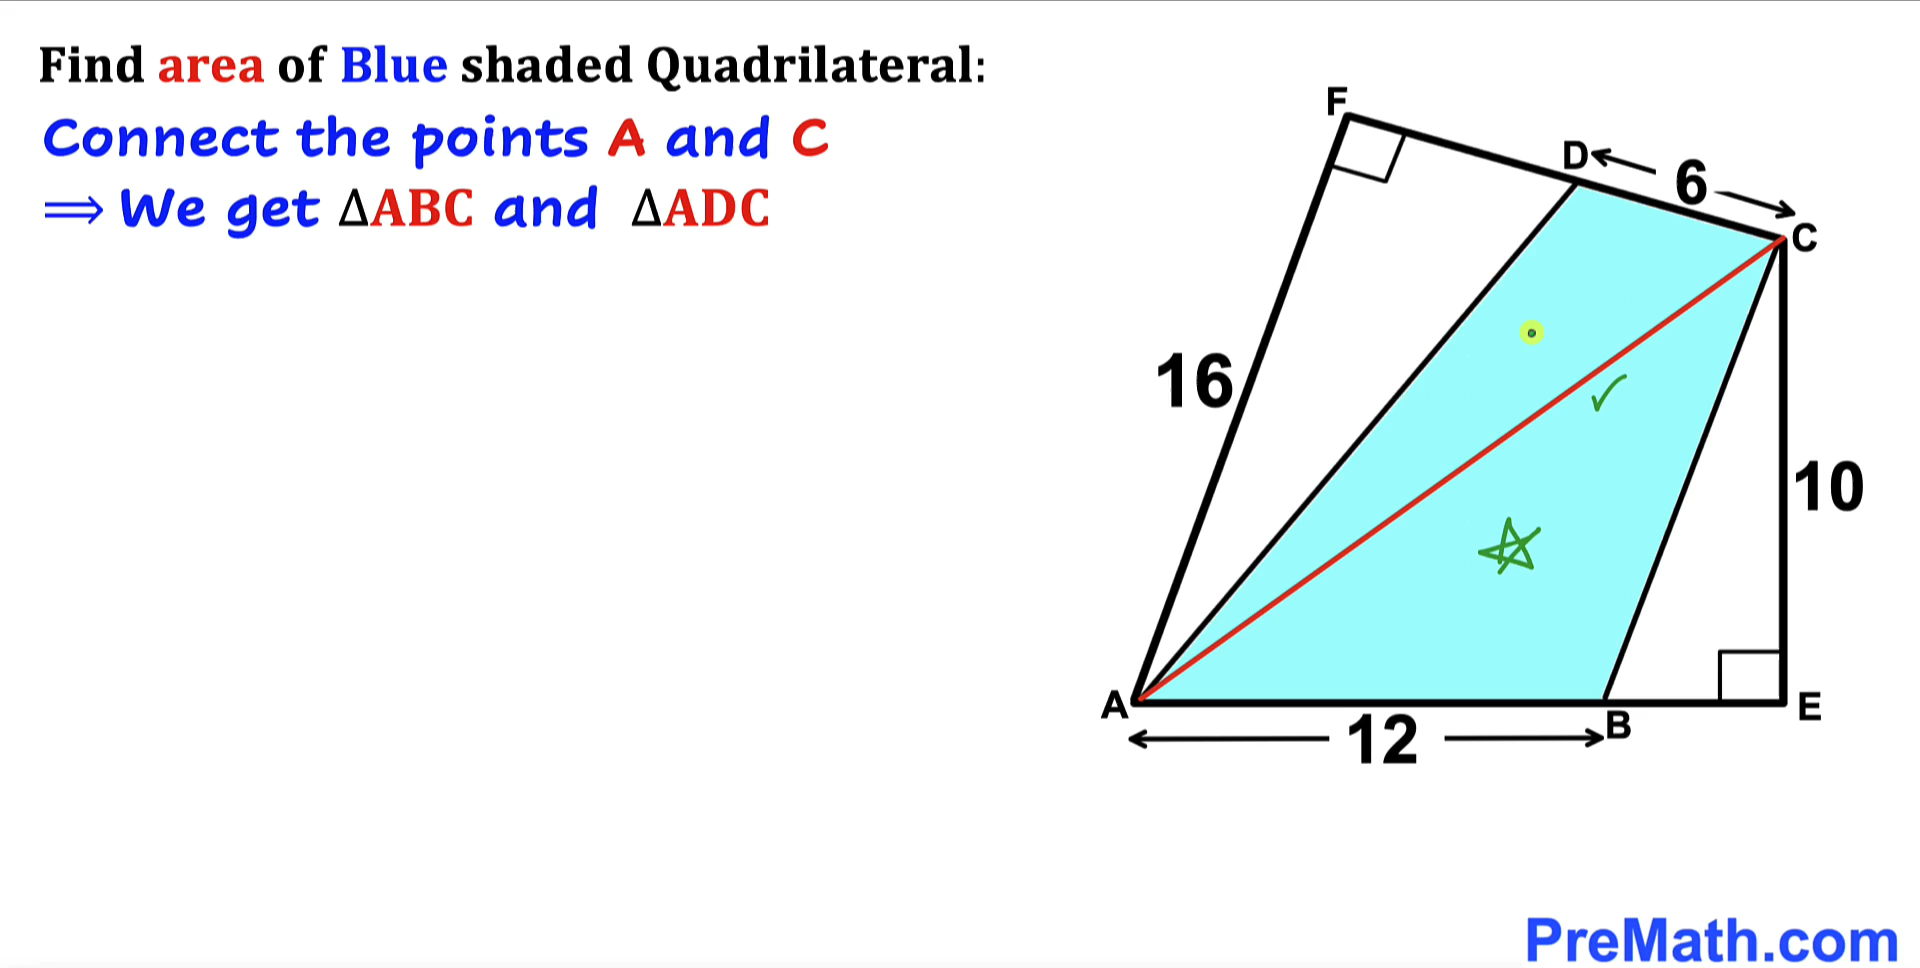 Find area of Blue shaded Quadrilateral:
Connect the points A and C
⟹ We get ΔABC and ΔADC
F
D
6
C
16
10
A
12
B
E
PreMath.com